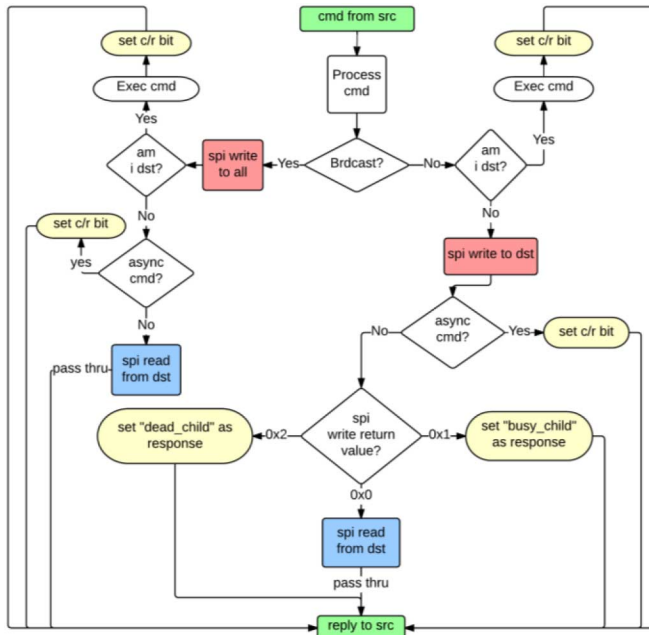 cmd from src
set c/r bit
set c/r bit
Process
cmd
Exec cmd
Exec cmd
Yes
Yes
am
i dst?
spi write
to all
Yes
Brdcast?
No
am
i dst?
No
No
set c/r bit
spi write to dst
yes
async
cmd?
async
cmd?
No
Yes
set c/r bit
No
pass thru
spi read
from dst
set "dead_child" as
response
0x2
spi
write return
value?
0x1
set "busy_child"
as response
0x0
spi read
from dst
pass thru
reply to src